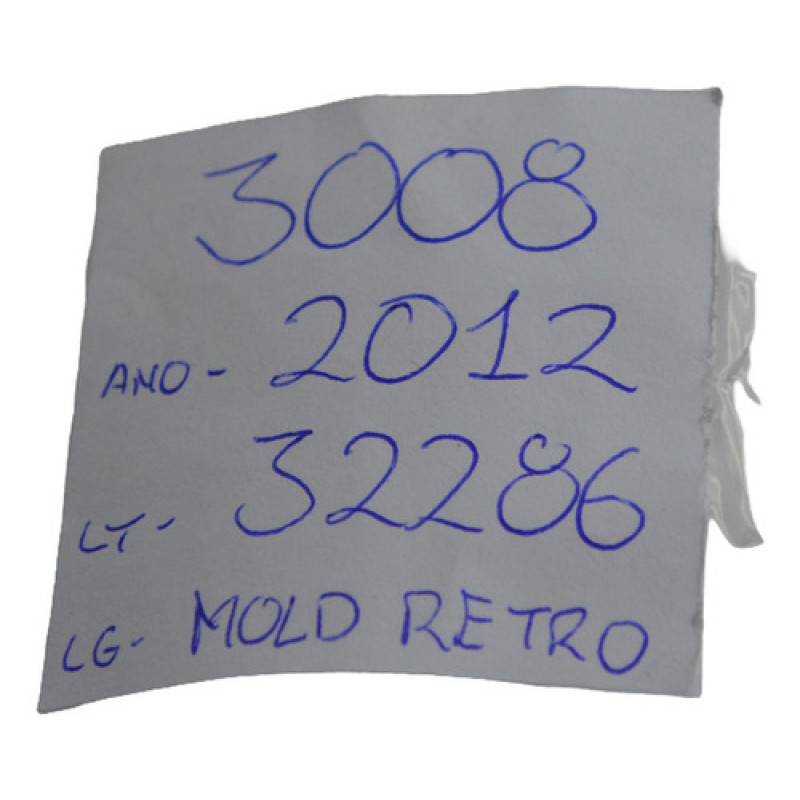 3008
ANO- 2012
LT- 32286
LG- MOLD RETRO